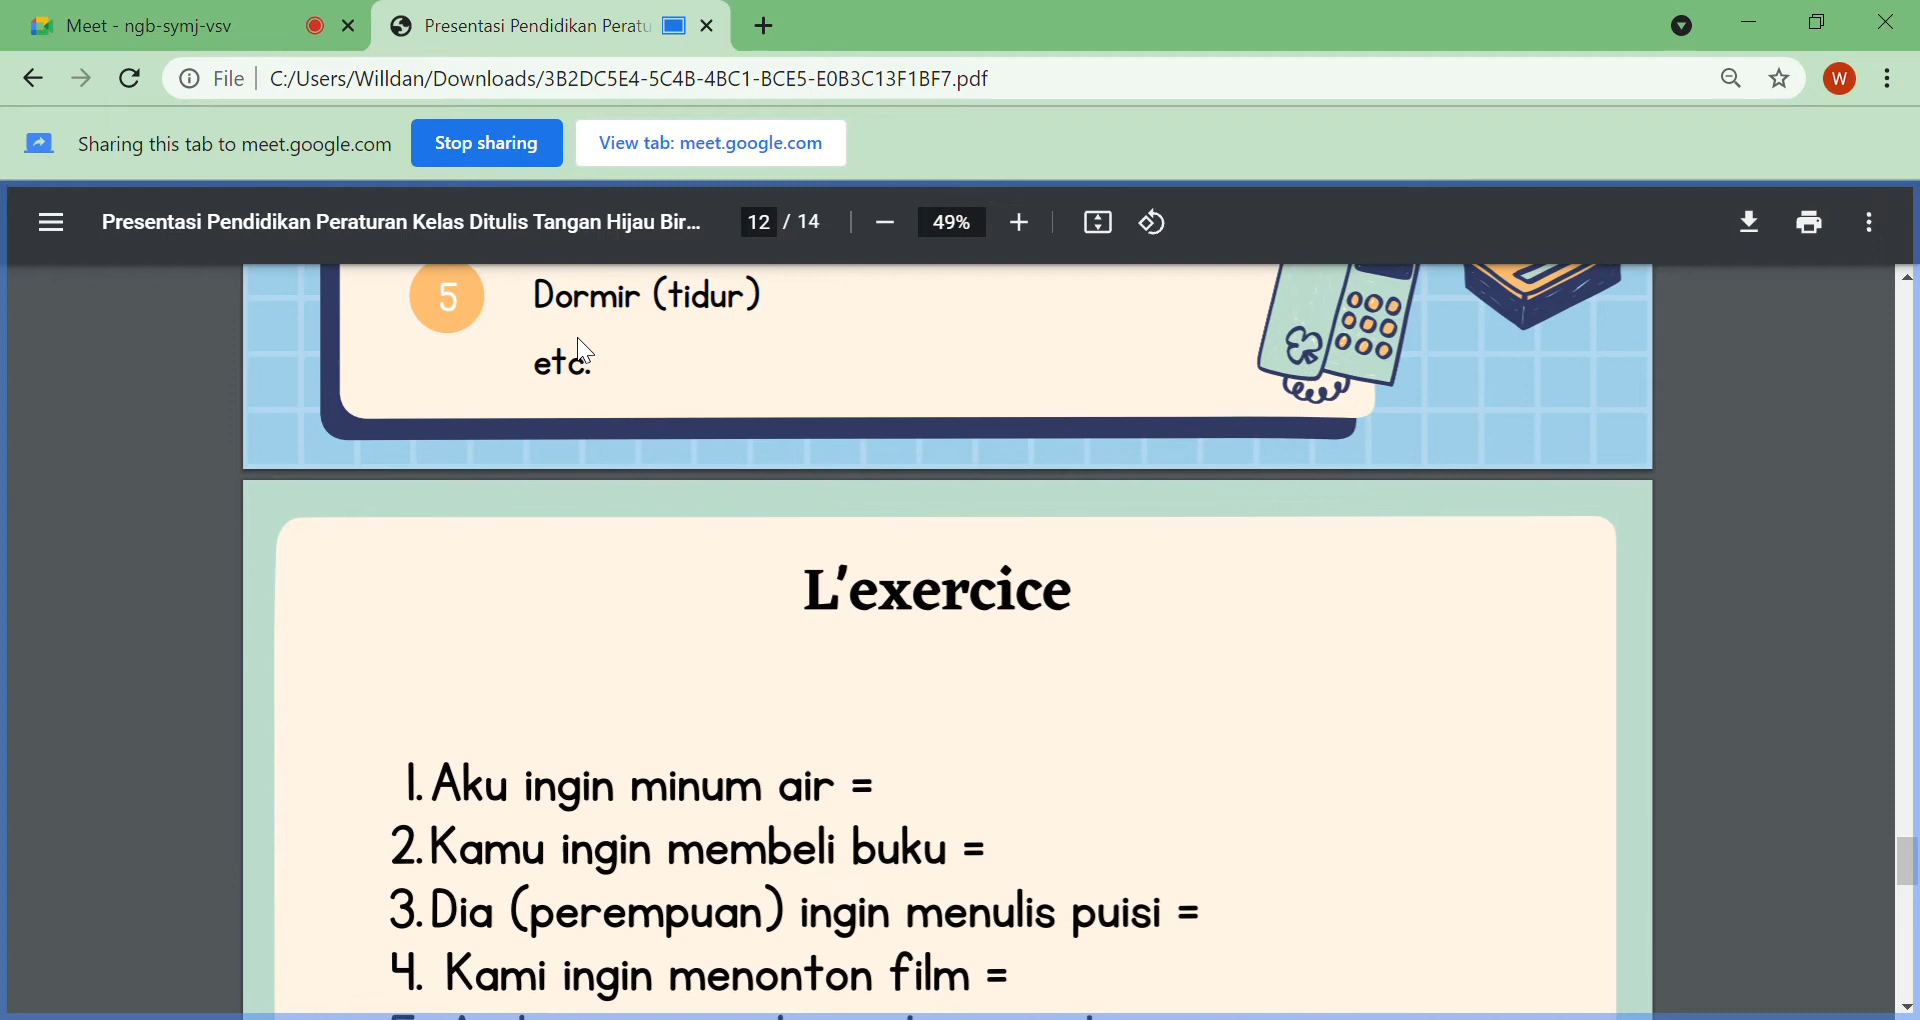 Meet - ngb-symj-vsv
Presentasi Pendidikan Peratu
File
C:/Users/Willdan/Downloads/3B2DC5E4-5C4B-4BC1-BCE5-E0B3C13F1BF7.pdf
W
Sharing this tab to meet.google.com
Stop sharing
View tab: meet.google.com
Presentasi Pendidikan Peraturan Kelas Ditulis Tangan Hijau Bir...
12 / 14
49%
5
Dormir (tidur)
etc.
L'exercice
1. Aku ingin minum air =
2. Kamu ingin membeli buku =
3. Dia (perempuan) ingin menulis puisi =
4. Kami ingin menonton film =